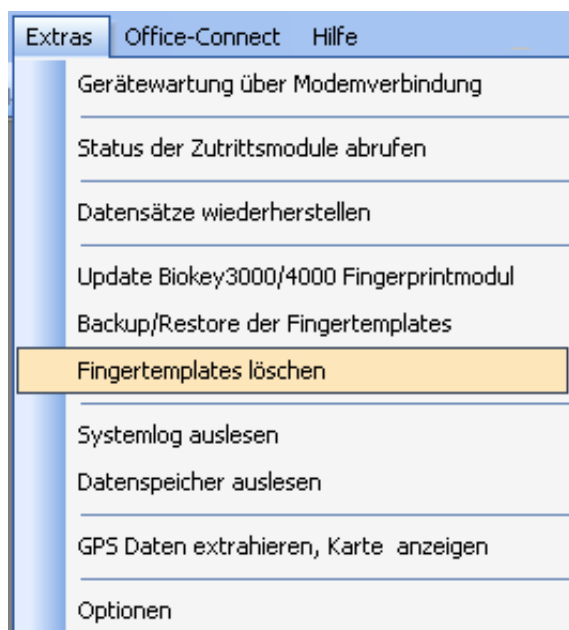 Extras Office-Connect Hilfe
Gerätewartung über Modemverbindung
Status der Zutrittsmodule abrufen
Datensätze wiederherstellen
Update Biokey3000/4000 Fingerprintmodul
Backup/Restore der Fingertemplates
Fingertemplates löschen
Systemlog auslesen
Datenspeicher auslesen
GPS Daten extrahieren, Karte anzeigen
Optionen